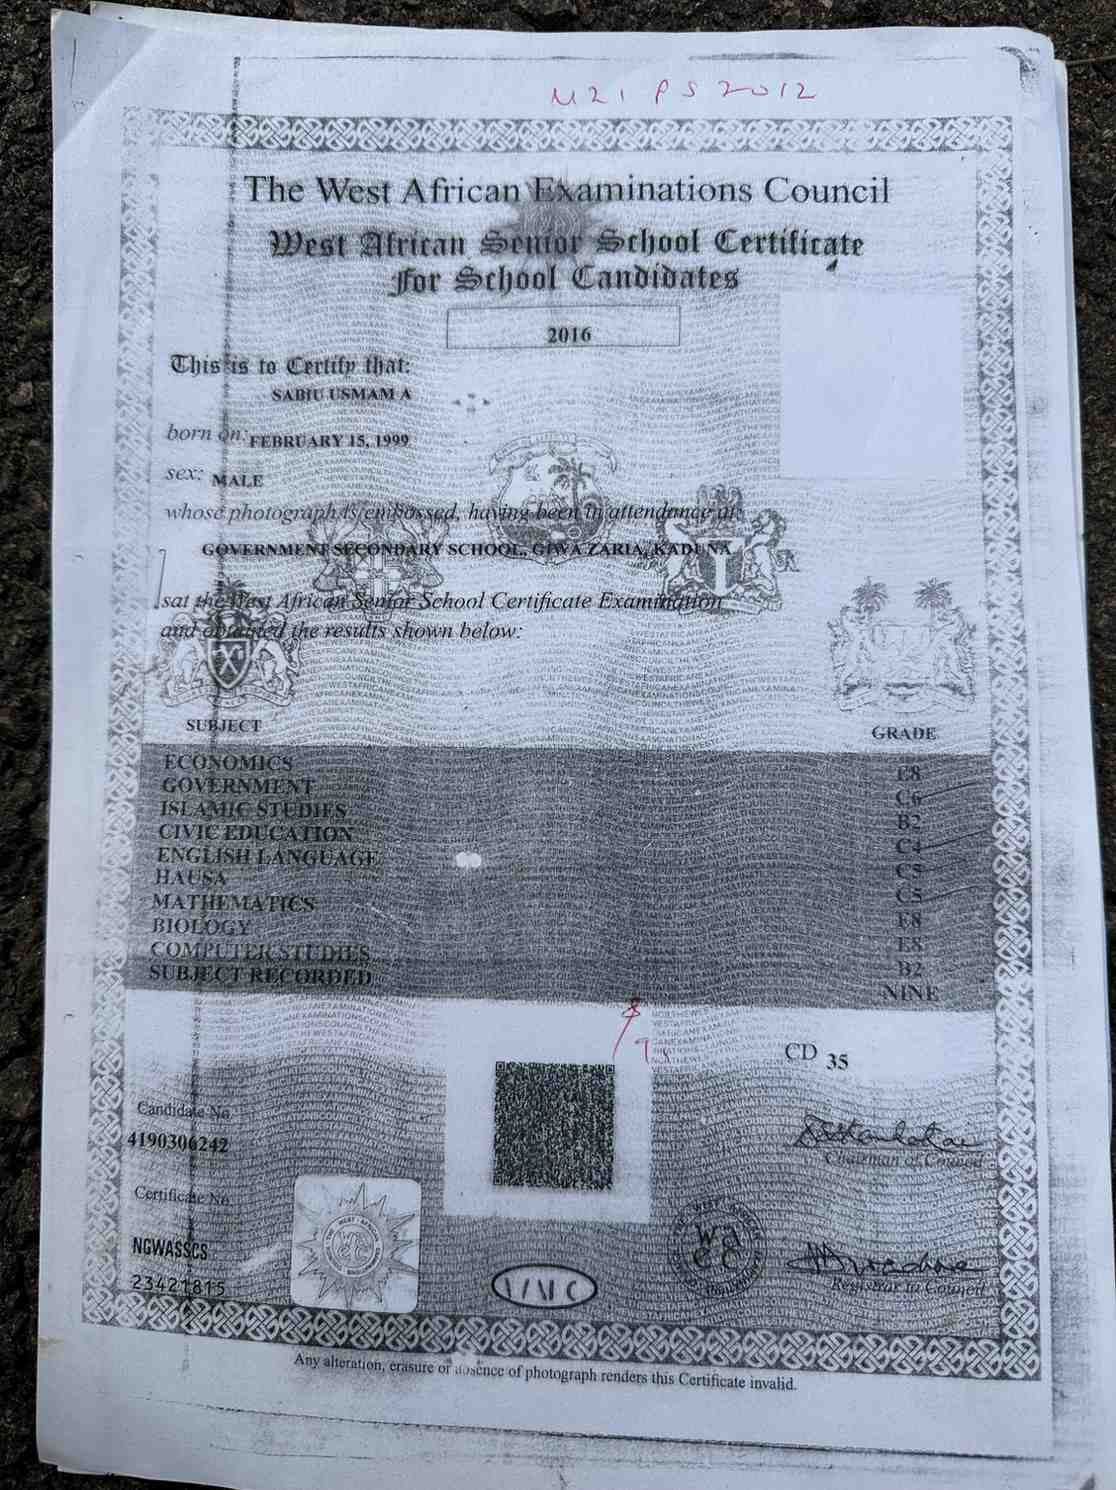 M21 PS 2012
The West African Examinations Council
West African Senior School Certificate
for School Candidates
2016
This is to Certify that:
SABIU USMAM A
born on: FEBRUARY 15, 1999
sex: MALE
whose photograph is embossed, having been in attendance at
GOVERNMENT SECONDARY SCHOOL, GIWA ZARIA, KADUNA
sat the West African Senior School Certificate Examination
and obtained the results shown below:
SUBJECT GRADE
ECONOMICS E8
GOVERNMENT C6
ISLAMIC STUDIES B2
CIVIC EDUCATION C4
ENGLISH LANGUAGE C5
HAUSA C5
MATHEMATICS E8
BIOLOGY E8
COMPUTER STUDIES B2
SUBJECT RECORDED NINE
CD 35
Candidate No.
4190306242
Chairman of Council
Certificate No.
NGWASSCS
23421815
Registrar to Council
Any alteration, erasure or absence of photograph renders this Certificate invalid.